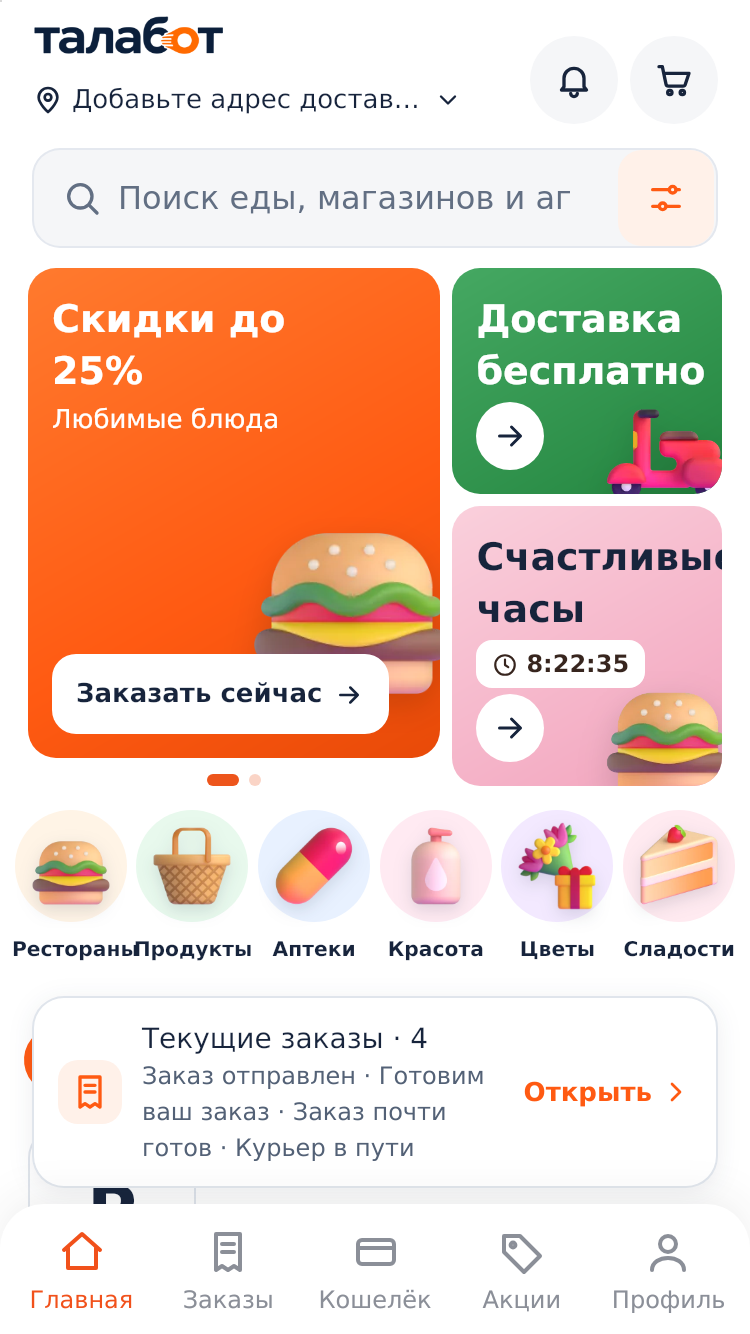 талабот
Добавьте адрес достав...
Поиск еды, магазинов и аг
Скидки до
25%
Любимые блюда
Заказать сейчас
Доставка
бесплатно
Счастливые
часы
8:22:35
Рестораны
Продукты
Аптеки
Красота
Цветы
Сладости
Текущие заказы · 4
Заказ отправлен · Готовим
ваш заказ · Заказ почти
готов · Курьер в пути
Открыть
Главная
Заказы
Кошелёк
Акции
Профиль